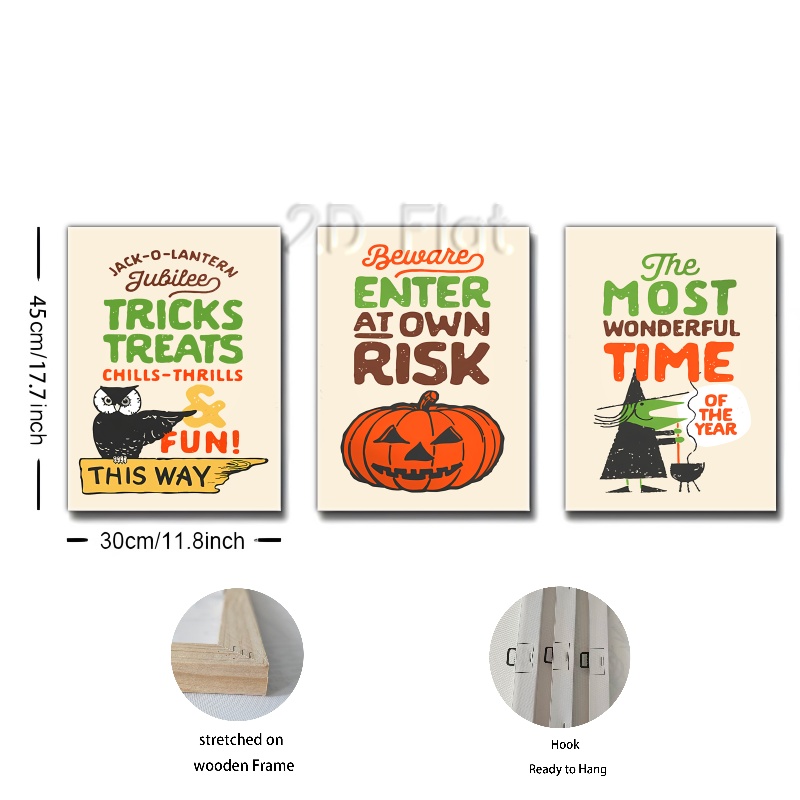 2D Flat
JACK-O-LANTERN
Jubilee
TRICKS
TREATS
CHILLS-THRILLS
&
FUN!
THIS WAY
Beware
ENTER
AT OWN
RISK
The
MOST
WONDERFUL
TIME
OF
THE
YEAR
45cm/17.7inch
30cm/11.8inch
stretched on
wooden Frame
Hook
Ready to Hang